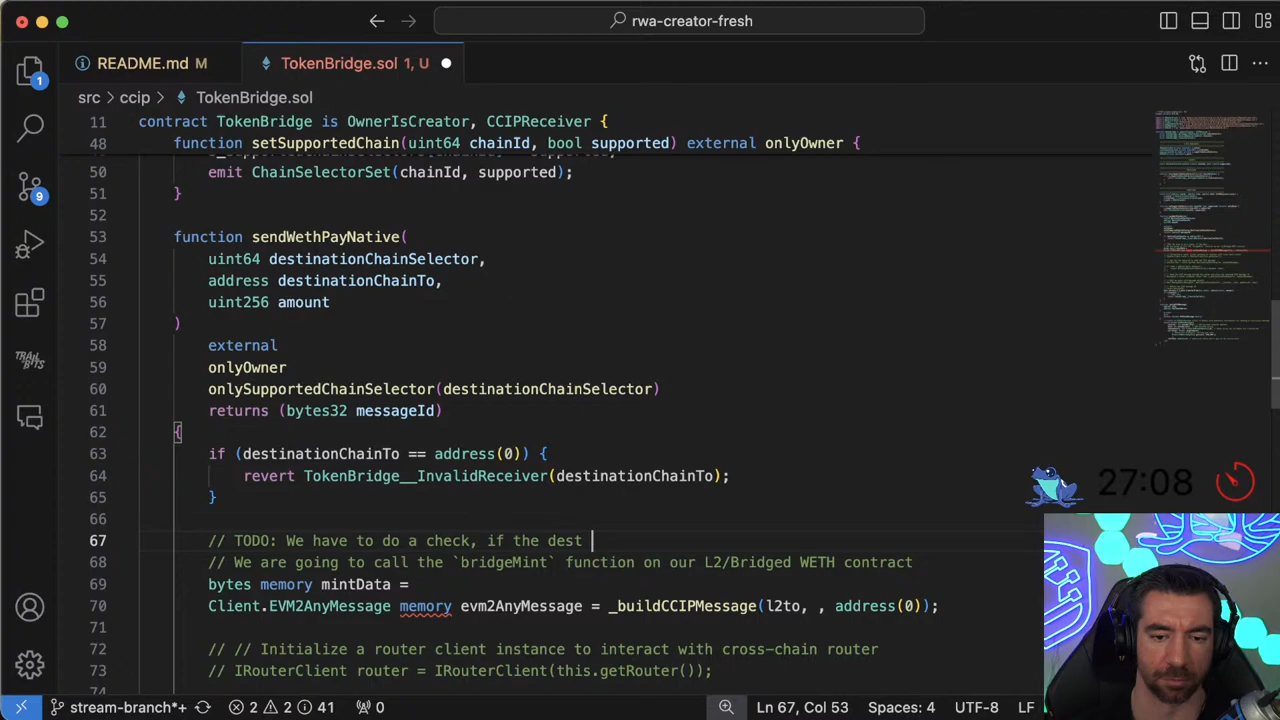 rwa-creator-fresh
README.md M
TokenBridge.sol 1, U
src > ccip > TokenBridge.sol
11 contract TokenBridge is OwnerIsCreator, CCIPReceiver {
48 function setSupportedChain(uint64 chainId, bool supported) external onlyOwner {
50 emit ChainSelectorSet(chainId, supported);
51 }
52
53 function sendWethPayNative(
54 uint64 destinationChainSelector,
55 address destinationChainTo,
56 uint256 amount
57 )
58 external
59 onlyOwner
60 onlySupportedChainSelector(destinationChainSelector)
61 returns (bytes32 messageId)
62 {
63 if (destinationChainTo == address(0)) {
64 revert TokenBridge__InvalidReceiver(destinationChainTo);
65 }
66
67 // TODO: We have to do a check, if the dest
68 // We are going to call the `bridgeMint` function on our L2/Bridged WETH contract
69 bytes memory mintData =
70 Client.EVM2AnyMessage memory evm2AnyMessage = _buildCCIPMessage(l2to, , address(0));
71
72 // // Initialize a router client instance to interact with cross-chain router
73 // IRouterClient router = IRouterClient(this.getRouter());
74
1
9
TRAIL OF BITS
27:08
stream-branch*+ 2 2 41 0 Ln 67, Col 53 Spaces: 4 UTF-8 LF